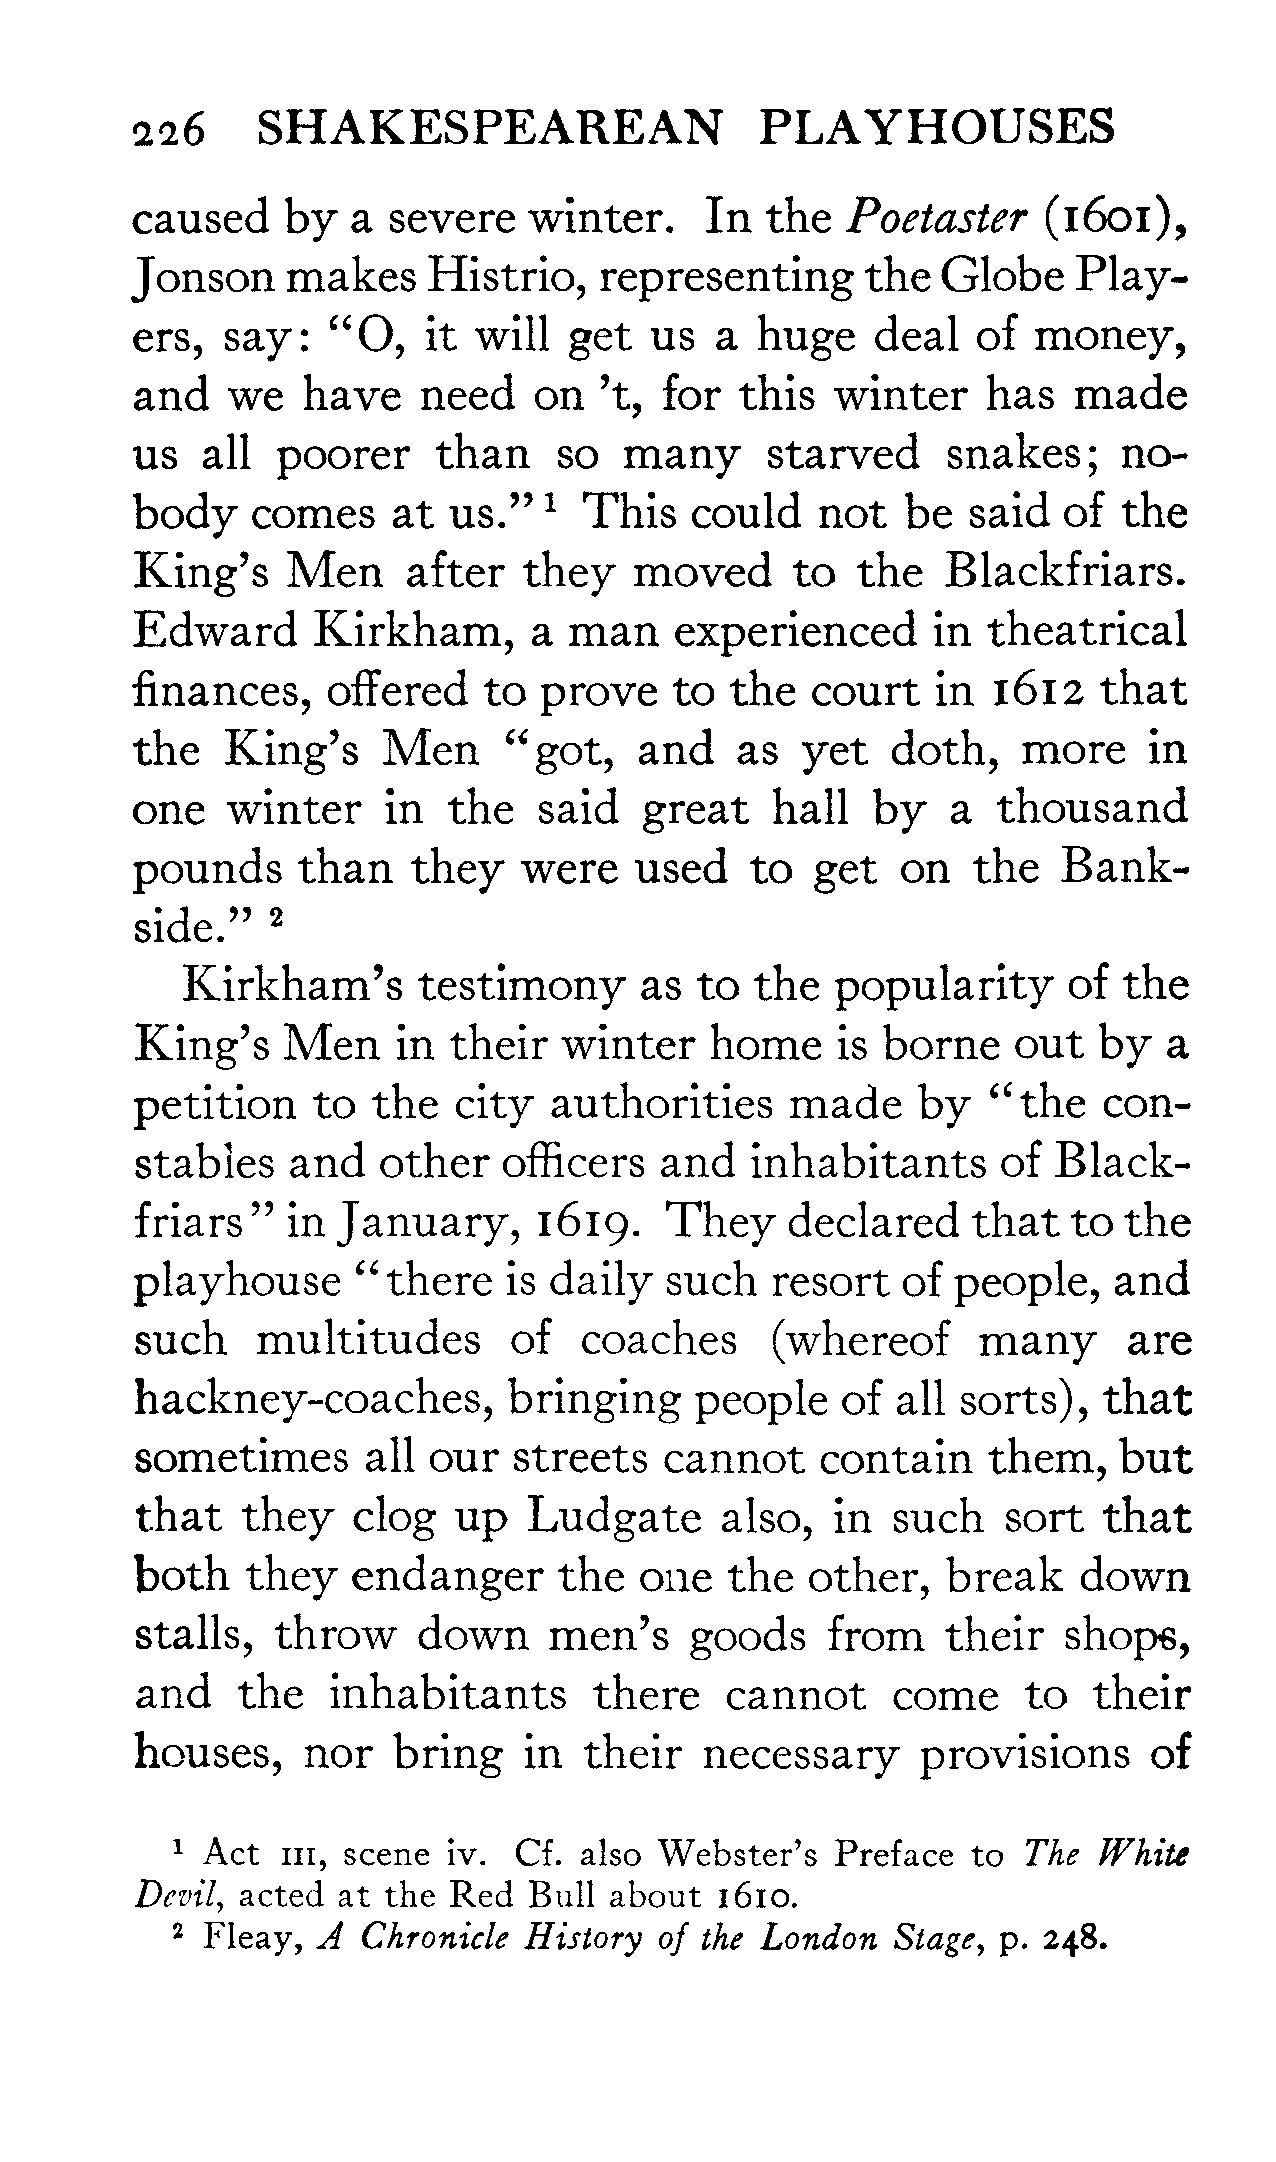 226 SHAKESPEAREAN PLAYHOUSES
caused by a severe winter. In the Poetaster (1601),
Jonson makes Histrio, representing the Globe Play-
ers, say: “O, it will get us a huge deal of money,
and we have need on ’t, for this winter has made
us all poorer than so many starved snakes; no-
body comes at us.” ¹ This could not be said of the
King’s Men after they moved to the Blackfriars.
Edward Kirkham, a man experienced in theatrical
finances, offered to prove to the court in 1612 that
the King’s Men “got, and as yet doth, more in
one winter in the said great hall by a thousand
pounds than they were used to get on the Bank-
side.” ²
Kirkham’s testimony as to the popularity of the
King’s Men in their winter home is borne out by a
petition to the city authorities made by “the con-
stables and other officers and inhabitants of Black-
friars” in January, 1619. They declared that to the
playhouse “there is daily such resort of people, and
such multitudes of coaches (whereof many are
hackney-coaches, bringing people of all sorts), that
sometimes all our streets cannot contain them, but
that they clog up Ludgate also, in such sort that
both they endanger the one the other, break down
stalls, throw down men’s goods from their shops,
and the inhabitants there cannot come to their
houses, nor bring in their necessary provisions of
¹ Act III, scene iv. Cf. also Webster’s Preface to The White
Devil, acted at the Red Bull about 1610.
² Fleay, A Chronicle History of the London Stage, p. 248.